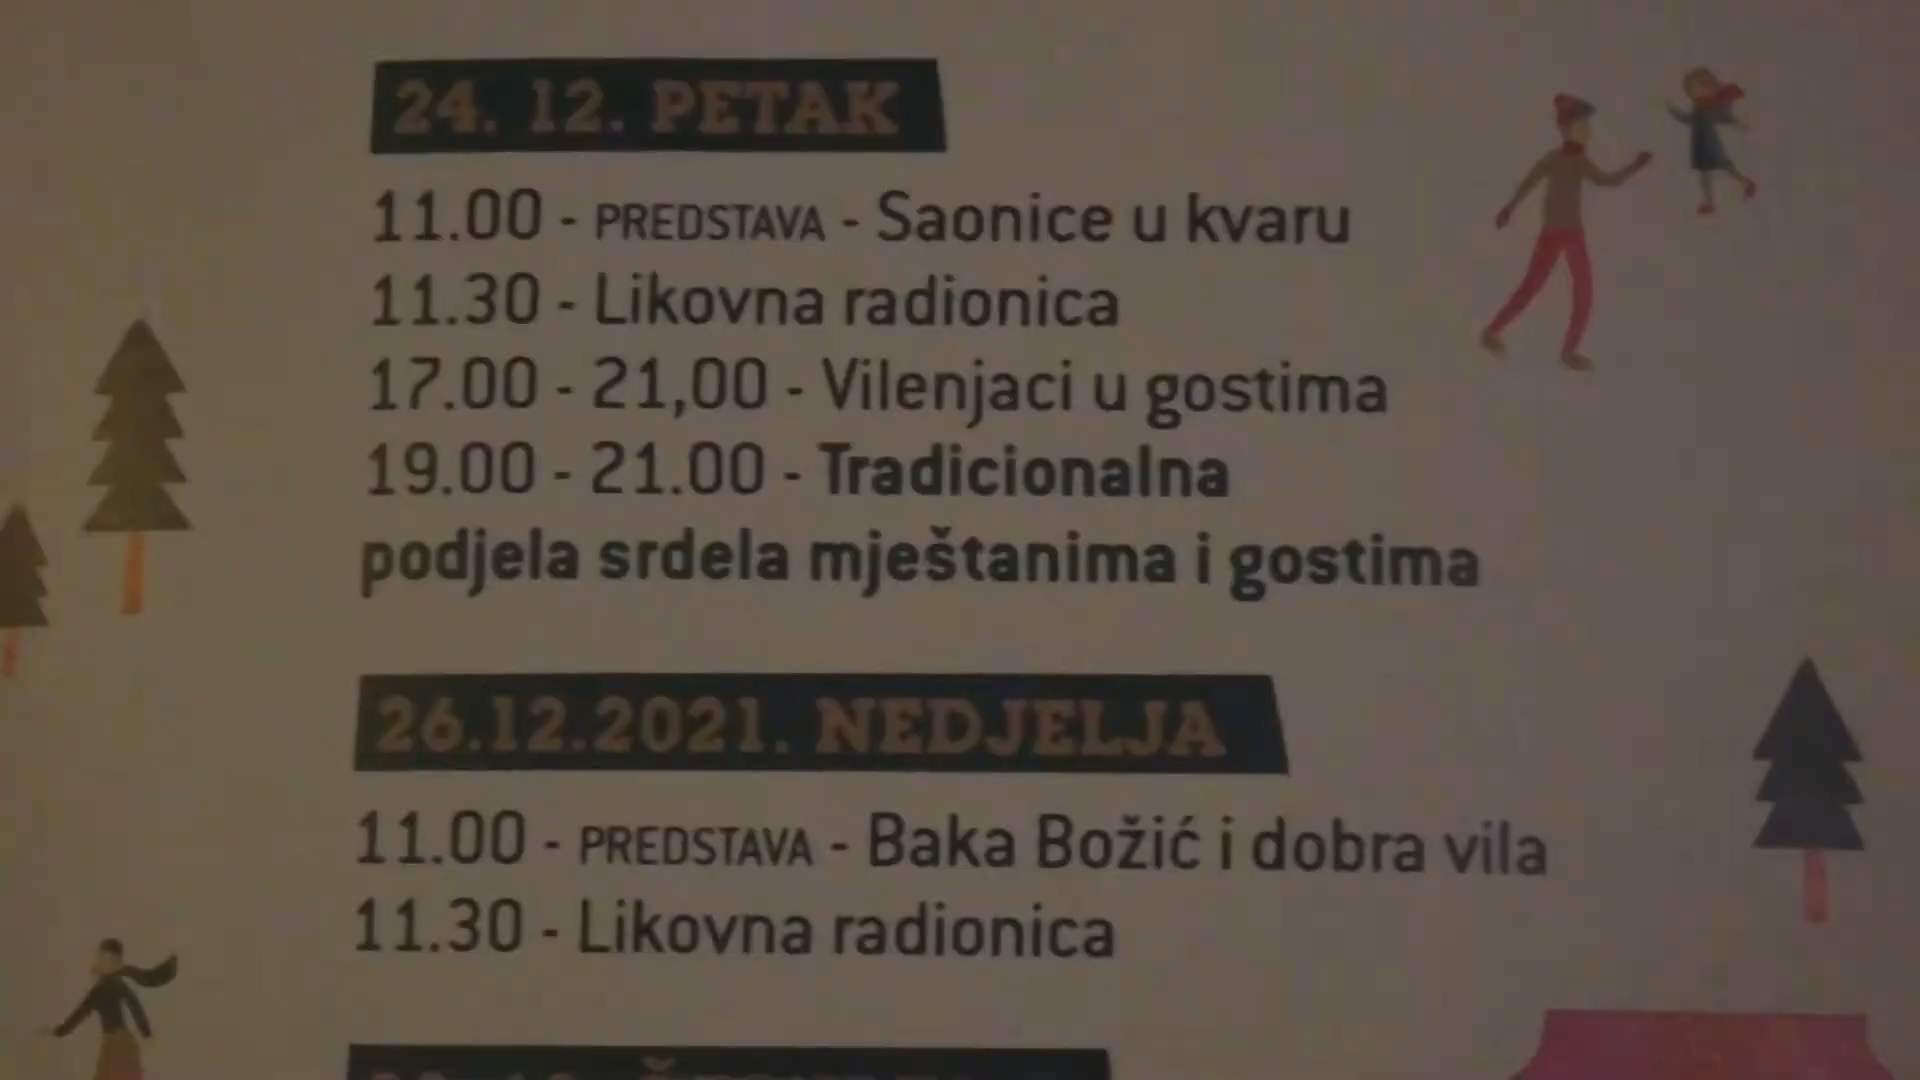 24. 12. PETAK
11.00 - PREDSTAVA - Saonice u kvaru
11.30 - Likovna radionica
17.00 - 21,00 - Vilenjaci u gostima
19.00 - 21.00 - Tradicionalna
podjela srdela mještanima i gostima
26.12.2021. NEDJELJA
11.00 - PREDSTAVA - Baka Božić i dobra vila
11.30 - Likovna radionica